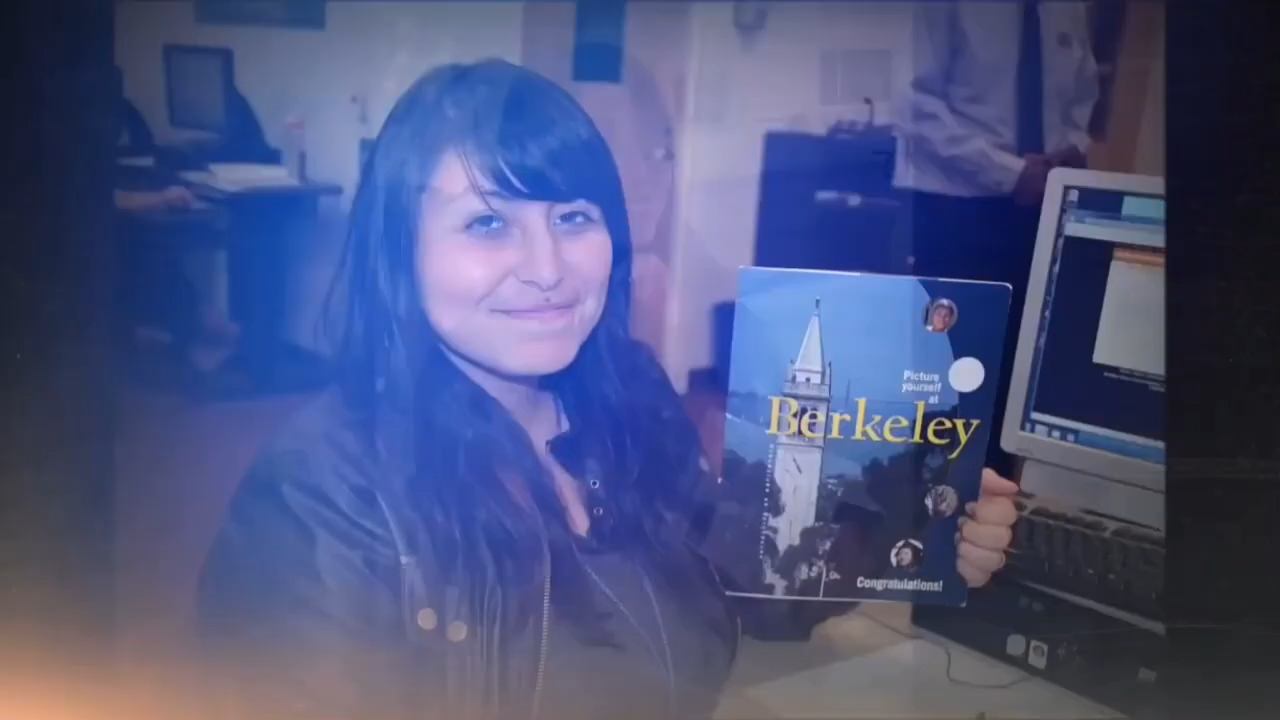 Picture
yourself
at
Berkeley
Congratulations!